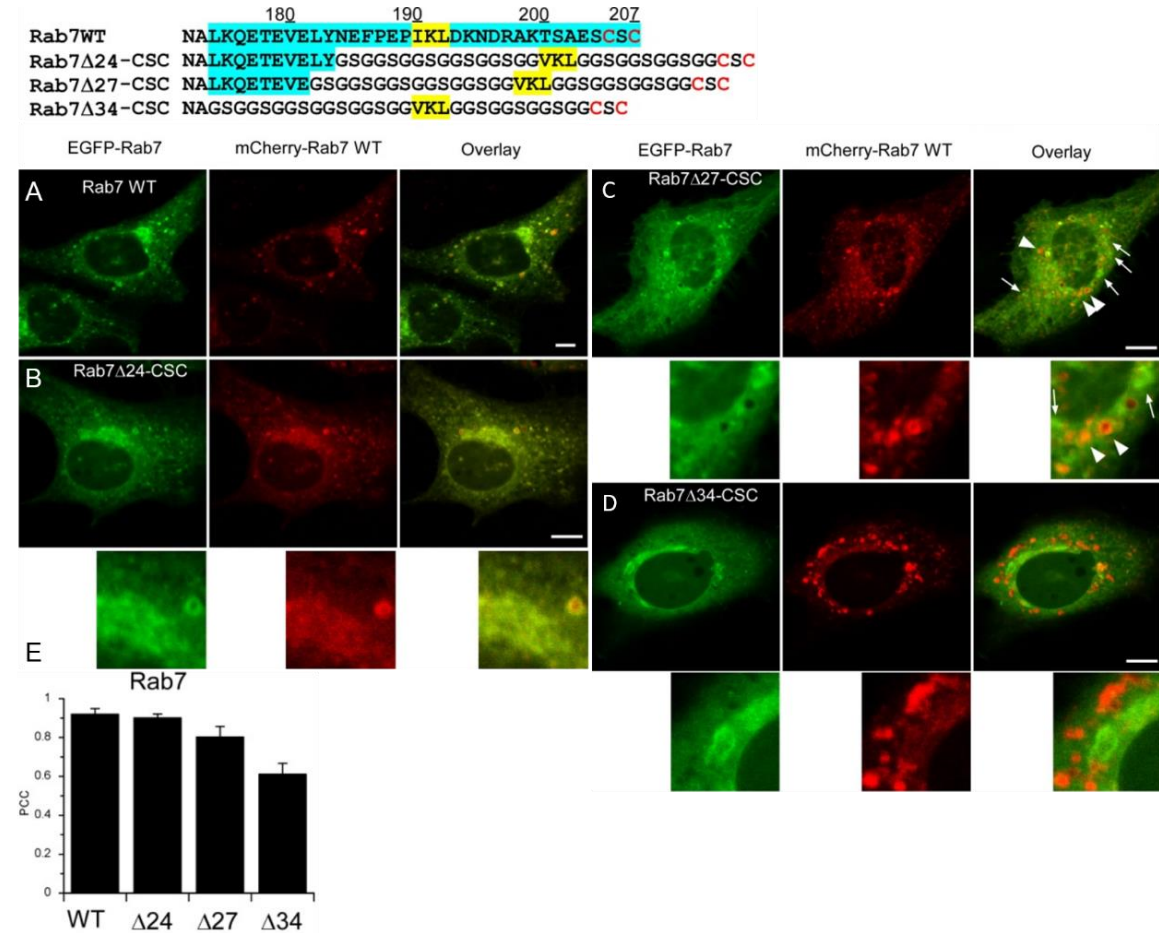 180 190 200 207
Rab7WT NALKQETEVELYNEFPEPIKLDKNDRAKTSAESCSC
Rab7Δ24-CSC NALKQETEVELYGSGGSGGSGGSGGSGGVKLGGSGGSGGSGGCSC
Rab7Δ27-CSC NALKQETEVEGSGGSGGSGGSGGSGGVKLGGSGGSGGSGGCSC
Rab7Δ34-CSC NAGSGGSGGSGGSGGSGGVKLGGSGGSGGSGGCSC
EGFP-Rab7 mCherry-Rab7 WT Overlay
A Rab7 WT
B Rab7Δ24-CSC
EGFP-Rab7 mCherry-Rab7 WT Overlay
C Rab7Δ27-CSC
D Rab7Δ34-CSC
E
Rab7
PCC
1
0.8
0.6
0.4
0.2
0
WT Δ24 Δ27 Δ34